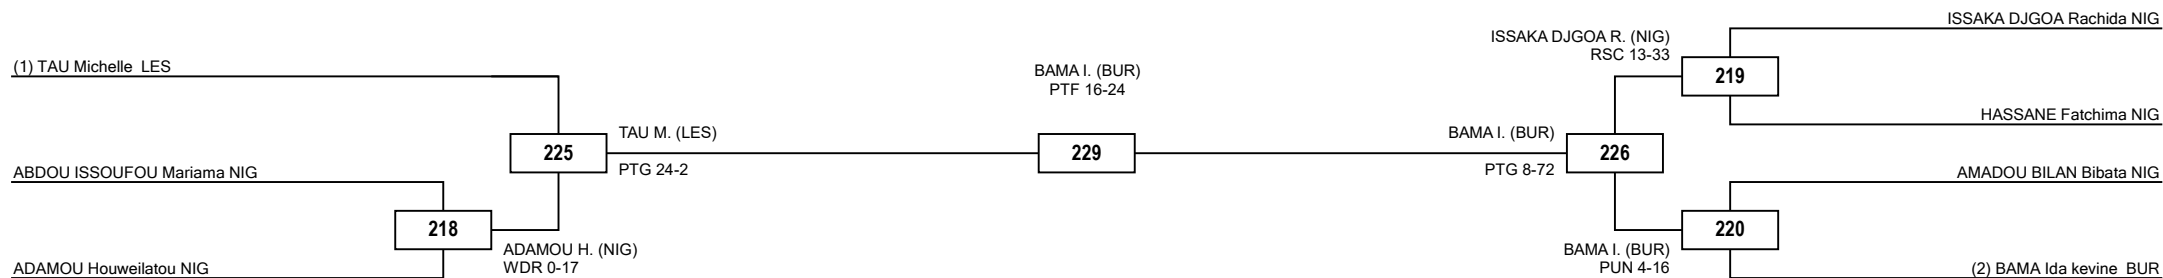 (1) TAU Michelle LES
ABDOU ISSOUFOU Mariama NIG
ADAMOU Houweilatou NIG
218
ADAMOU H. (NIG)
WDR 0-17
225
TAU M. (LES)
PTG 24-2
BAMA I. (BUR)
PTF 16-24
229
BAMA I. (BUR)
PTG 8-72
226
ISSAKA DJGOA R. (NIG)
RSC 13-33
219
BAMA I. (BUR)
PUN 4-16
220
ISSAKA DJGOA Rachida NIG
HASSANE Fatchima NIG
AMADOU BILAN Bibata NIG
(2) BAMA Ida kevine BUR